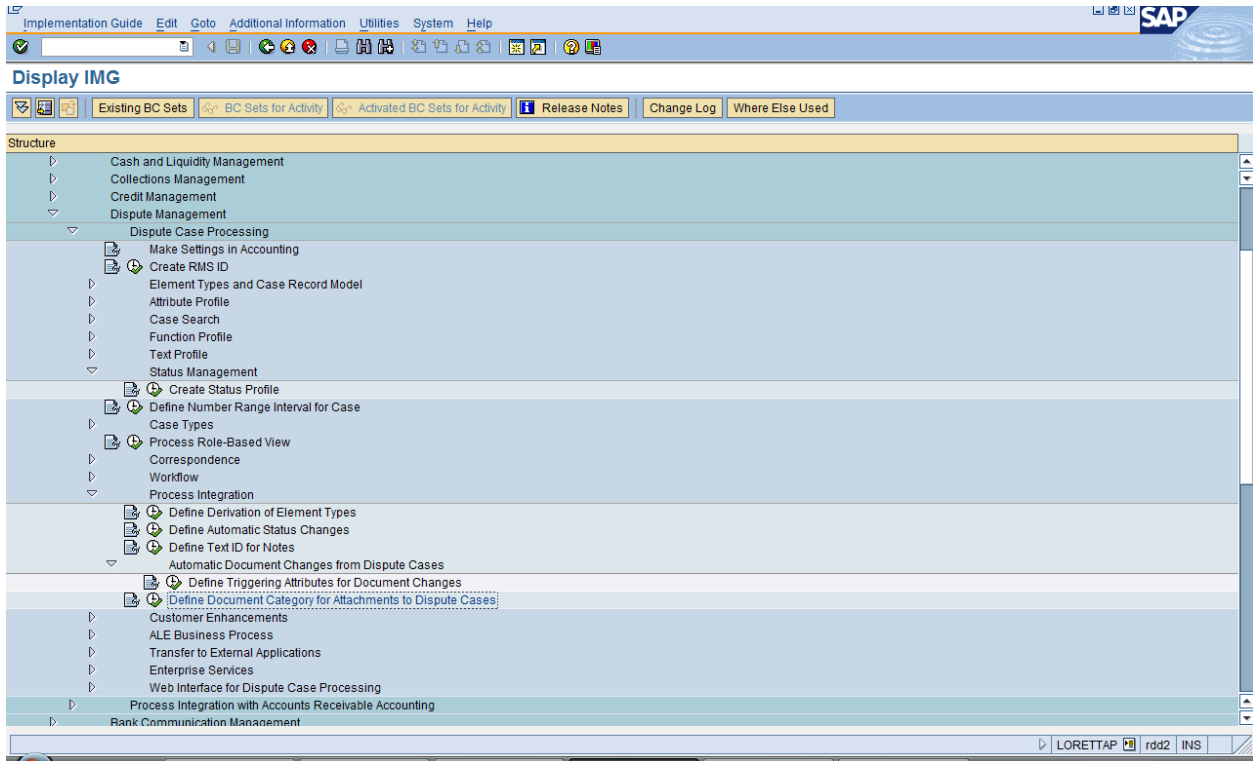 Implementation Guide Edit Goto Additional Information Utilities System Help
SAP
Display IMG
Existing BC Sets BC Sets for Activity Activated BC Sets for Activity Release Notes Change Log Where Else Used
Structure
Cash and Liquidity Management
Collections Management
Credit Management
Dispute Management
Dispute Case Processing
Make Settings in Accounting
Create RMS ID
Element Types and Case Record Model
Attribute Profile
Case Search
Function Profile
Text Profile
Status Management
Create Status Profile
Define Number Range Interval for Case
Case Types
Process Role-Based View
Correspondence
Workflow
Process Integration
Define Derivation of Element Types
Define Automatic Status Changes
Define Text ID for Notes
Automatic Document Changes from Dispute Cases
Define Triggering Attributes for Document Changes
Define Document Category for Attachments to Dispute Cases
Customer Enhancements
ALE Business Process
Transfer to External Applications
Enterprise Services
Web Interface for Dispute Case Processing
Process Integration with Accounts Receivable Accounting
Bank Communication Management
LORETTAP rdd2 INS